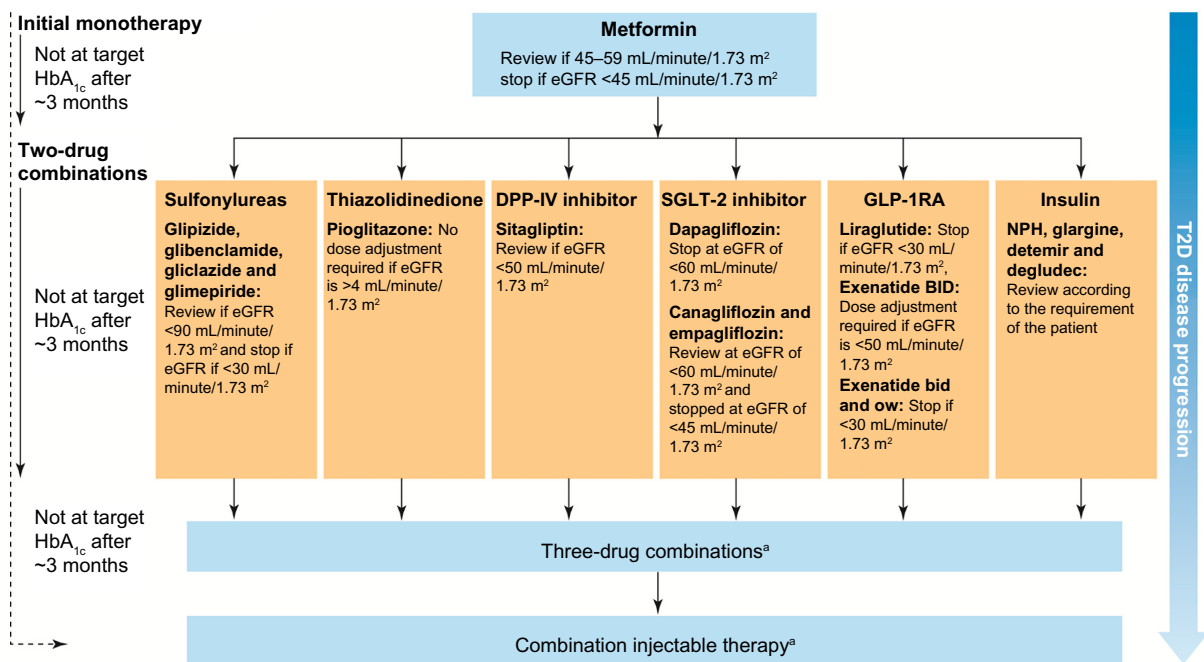 Initial monotherapy
Not at target
HbA1c after
~3 months
Metformin
Review if 45–59 mL/minute/1.73 m²
stop if eGFR <45 mL/minute/1.73 m²
Two-drug
combinations
Not at target
HbA1c after
~3 months
Sulfonylureas
Glipizide,
glibenclamide,
gliclazide and
glimepiride:
Review if eGFR
<90 mL/minute/
1.73 m² and stop if
eGFR if <30 mL/
minute/1.73 m²
Thiazolidinedione
Pioglitazone: No
dose adjustment
required if eGFR
is >4 mL/minute/
1.73 m²
DPP-IV inhibitor
Sitagliptin:
Review if eGFR
<50 mL/minute/
1.73 m²
SGLT-2 inhibitor
Dapagliflozin:
Stop at eGFR of
<60 mL/minute/
1.73 m²
Canagliflozin and
empagliflozin:
Review at eGFR of
<60 mL/minute/
1.73 m² and
stopped at eGFR of
<45 mL/minute/
1.73 m²
GLP-1RA
Liraglutide: Stop
if eGFR <30 mL/
minute/1.73 m²,
Exenatide BID:
Dose adjustment
required if eGFR
is <50 mL/minute/
1.73 m²
Exenatide bid
and ow: Stop if
<30 mL/minute/
1.73 m²
Insulin
NPH, glargine,
detemir and
degludec:
Review according
to the requirement
of the patient
Not at target
HbA1c after
~3 months
Three-drug combinationsᵃ
Combination injectable therapyᵃ
T2D disease progression